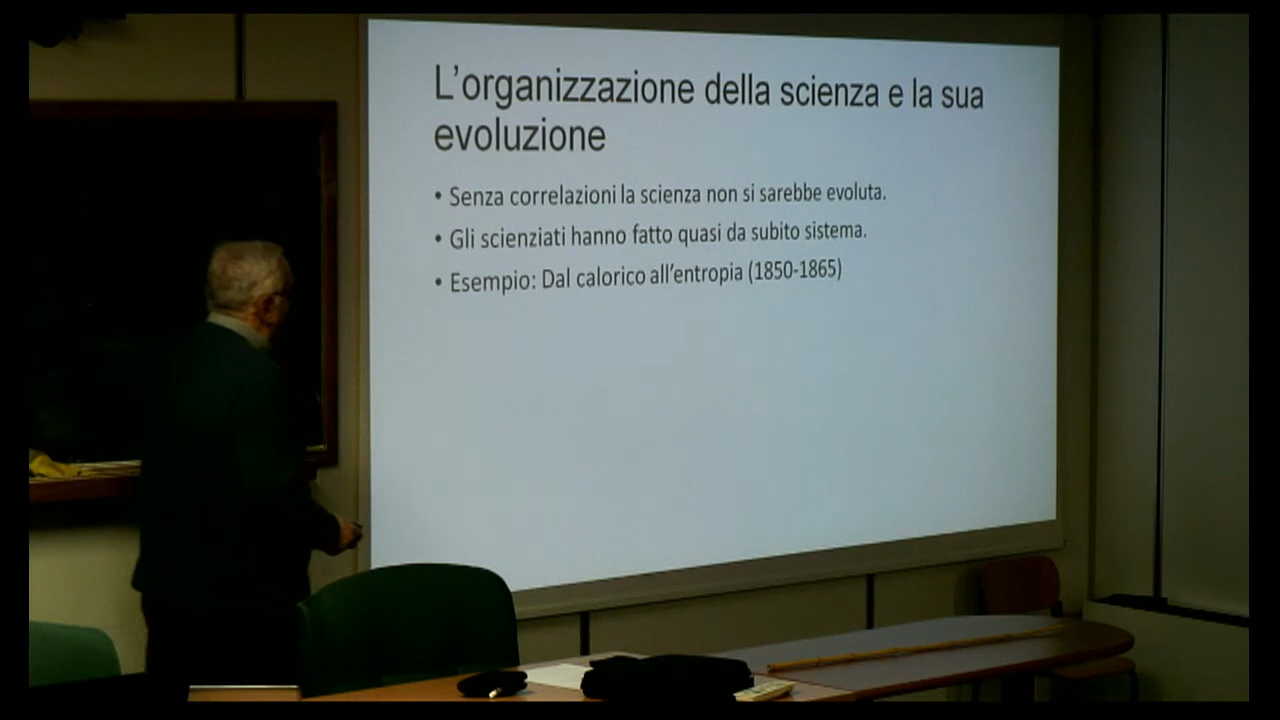 L’organizzazione della scienza e la sua
evoluzione
• Senza correlazioni la scienza non si sarebbe evoluta.
• Gli scienziati hanno fatto quasi da subito sistema.
• Esempio: Dal calorico all’entropia (1850-1865)